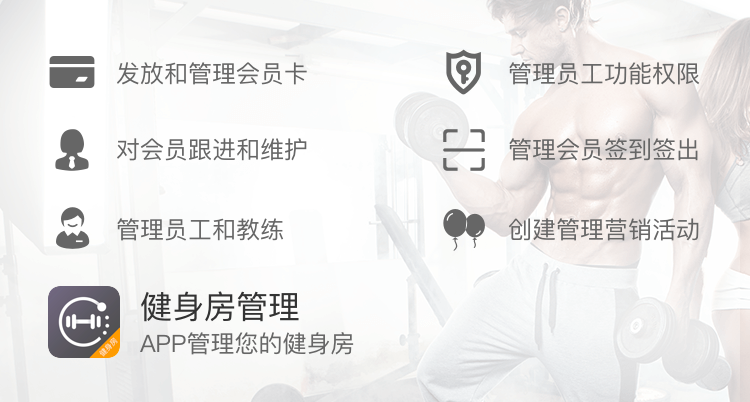 发放和管理会员卡
管理员工功能权限
对会员跟进和维护
管理会员签到签出
管理员工和教练
创建管理营销活动
健身房管理
APP管理您的健身房
健身房